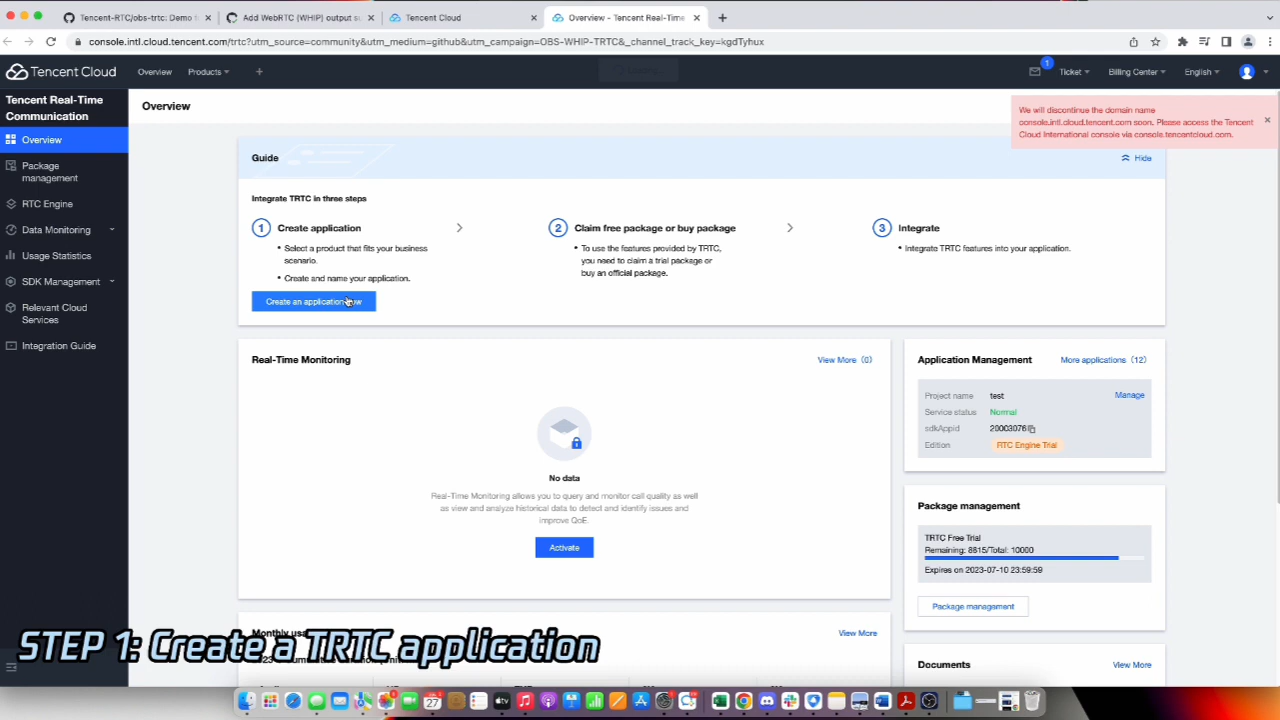 Tencent-RTC/obs-trtc: Demo f
Add WebRTC (WHIP) output su
Tencent Cloud
Overview - Tencent Real-Time
console.intl.cloud.tencent.com/trtc?utm_source=community&utm_medium=github&utm_campaign=OBS-WHIP-TRTC&_channel_track_key=kgdTyhux
Tencent Cloud
Overview
Products
1
Ticket
Billing Center
English
Tencent Real-Time
Communication
Overview
Package
management
RTC Engine
Data Monitoring
Usage Statistics
SDK Management
Relevant Cloud
Services
Integration Guide
Overview
We will discontinue the domain name
console.intl.cloud.tencent.com soon. Please access the Tencent
Cloud International console via console.tencentcloud.com.
Guide
Hide
Integrate TRTC in three steps
1 Create application
• Select a product that fits your business
scenario.
• Create and name your application.
Create an application now
2 Claim free package or buy package
• To use the features provided by TRTC,
you need to claim a trial package or
buy an official package.
3 Integrate
• Integrate TRTC features into your application.
Real-Time Monitoring
View More (0)
No data
Real-Time Monitoring allows you to query and monitor call quality as well
as view and analyze historical data to detect and identify issues and
improve QoE.
Activate
Application Management
More applications (12)
Project name test
Manage
Service status Normal
sdkAppid 20003076
Edition RTC Engine Trial
Package management
TRTC Free Trial
Remaining: 8815/Total: 10000
Expires on 2023-07-10 23:59:59
Package management
Monthly usa
View More
Documents
View More
STEP 1: Create a TRTC application
27